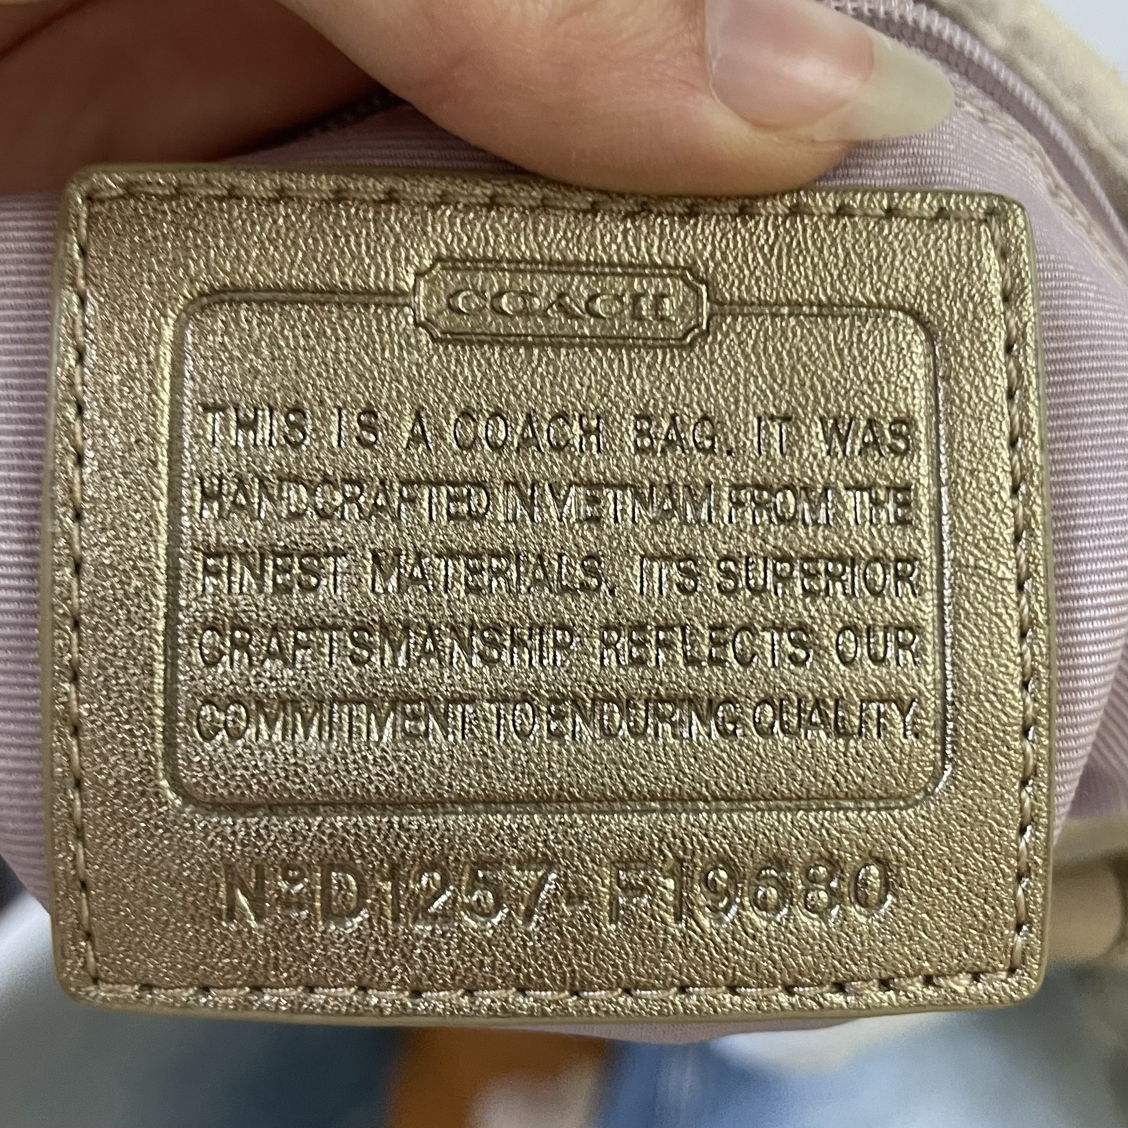 COACH
THIS IS A COACH BAG. IT WAS
HANDCRAFTED IN VIETNAM FROM THE
FINEST MATERIALS. ITS SUPERIOR
CRAFTSMANSHIP REFLECTS OUR
COMMITMENT TO ENDURING QUALITY.
Nº D1257-F19680